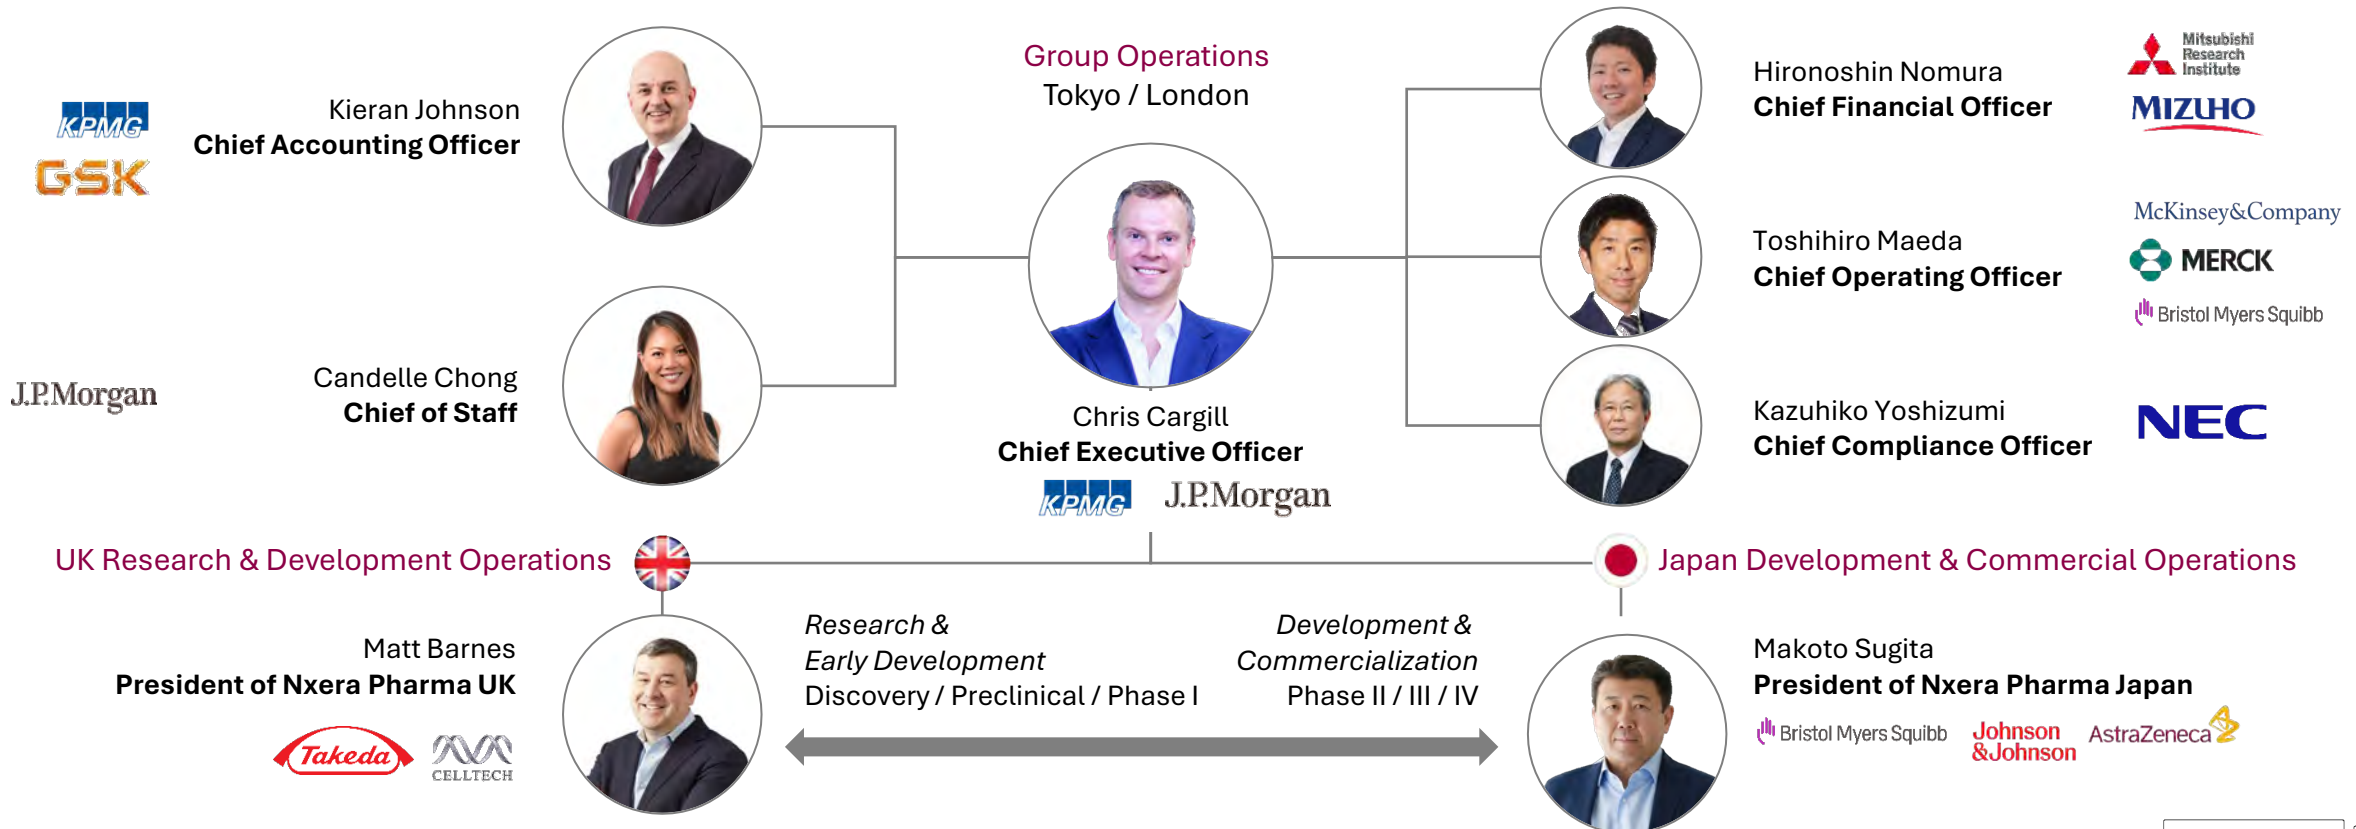 Group Operations
Tokyo / London
KPMG
GSK
Kieran Johnson
Chief Accounting Officer
J.P.Morgan
Candelle Chong
Chief of Staff
Chris Cargill
Chief Executive Officer
KPMG
J.P.Morgan
Hironoshin Nomura
Chief Financial Officer
Mitsubishi
Research
Institute
MIZUHO
Toshihiro Maeda
Chief Operating Officer
McKinsey&Company
MERCK
Bristol Myers Squibb
Kazuhiko Yoshizumi
Chief Compliance Officer
NEC
UK Research & Development Operations
Japan Development & Commercial Operations
Matt Barnes
President of Nxera Pharma UK
Takeda
CELLTECH
Research &
Early Development
Discovery / Preclinical / Phase I
Development &
Commercialization
Phase II / III / IV
Makoto Sugita
President of Nxera Pharma Japan
Bristol Myers Squibb
Johnson
&Johnson
AstraZeneca